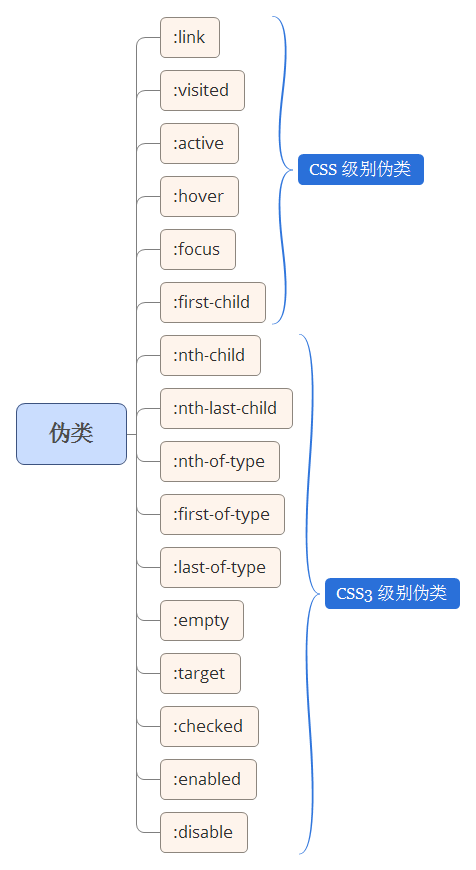 :link
:visited
:active
CSS 级别伪类
:hover
:focus
:first-child
:nth-child
:nth-last-child
伪类
:nth-of-type
:first-of-type
:last-of-type
CSS3 级别伪类
:empty
:target
:checked
:enabled
:disable